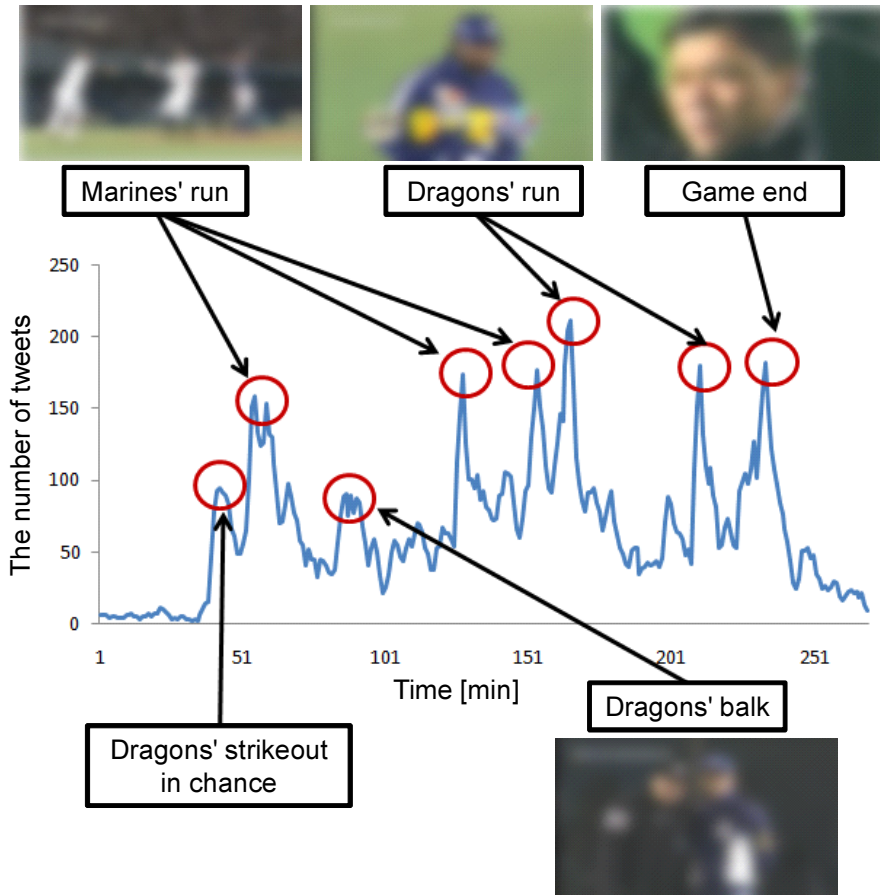 Marines' run
Dragons' run
Game end
250
200
150
100
50
0
The number of tweets
1
51
101
151
201
251
Time [min]
Dragons' strikeout
in chance
Dragons' balk